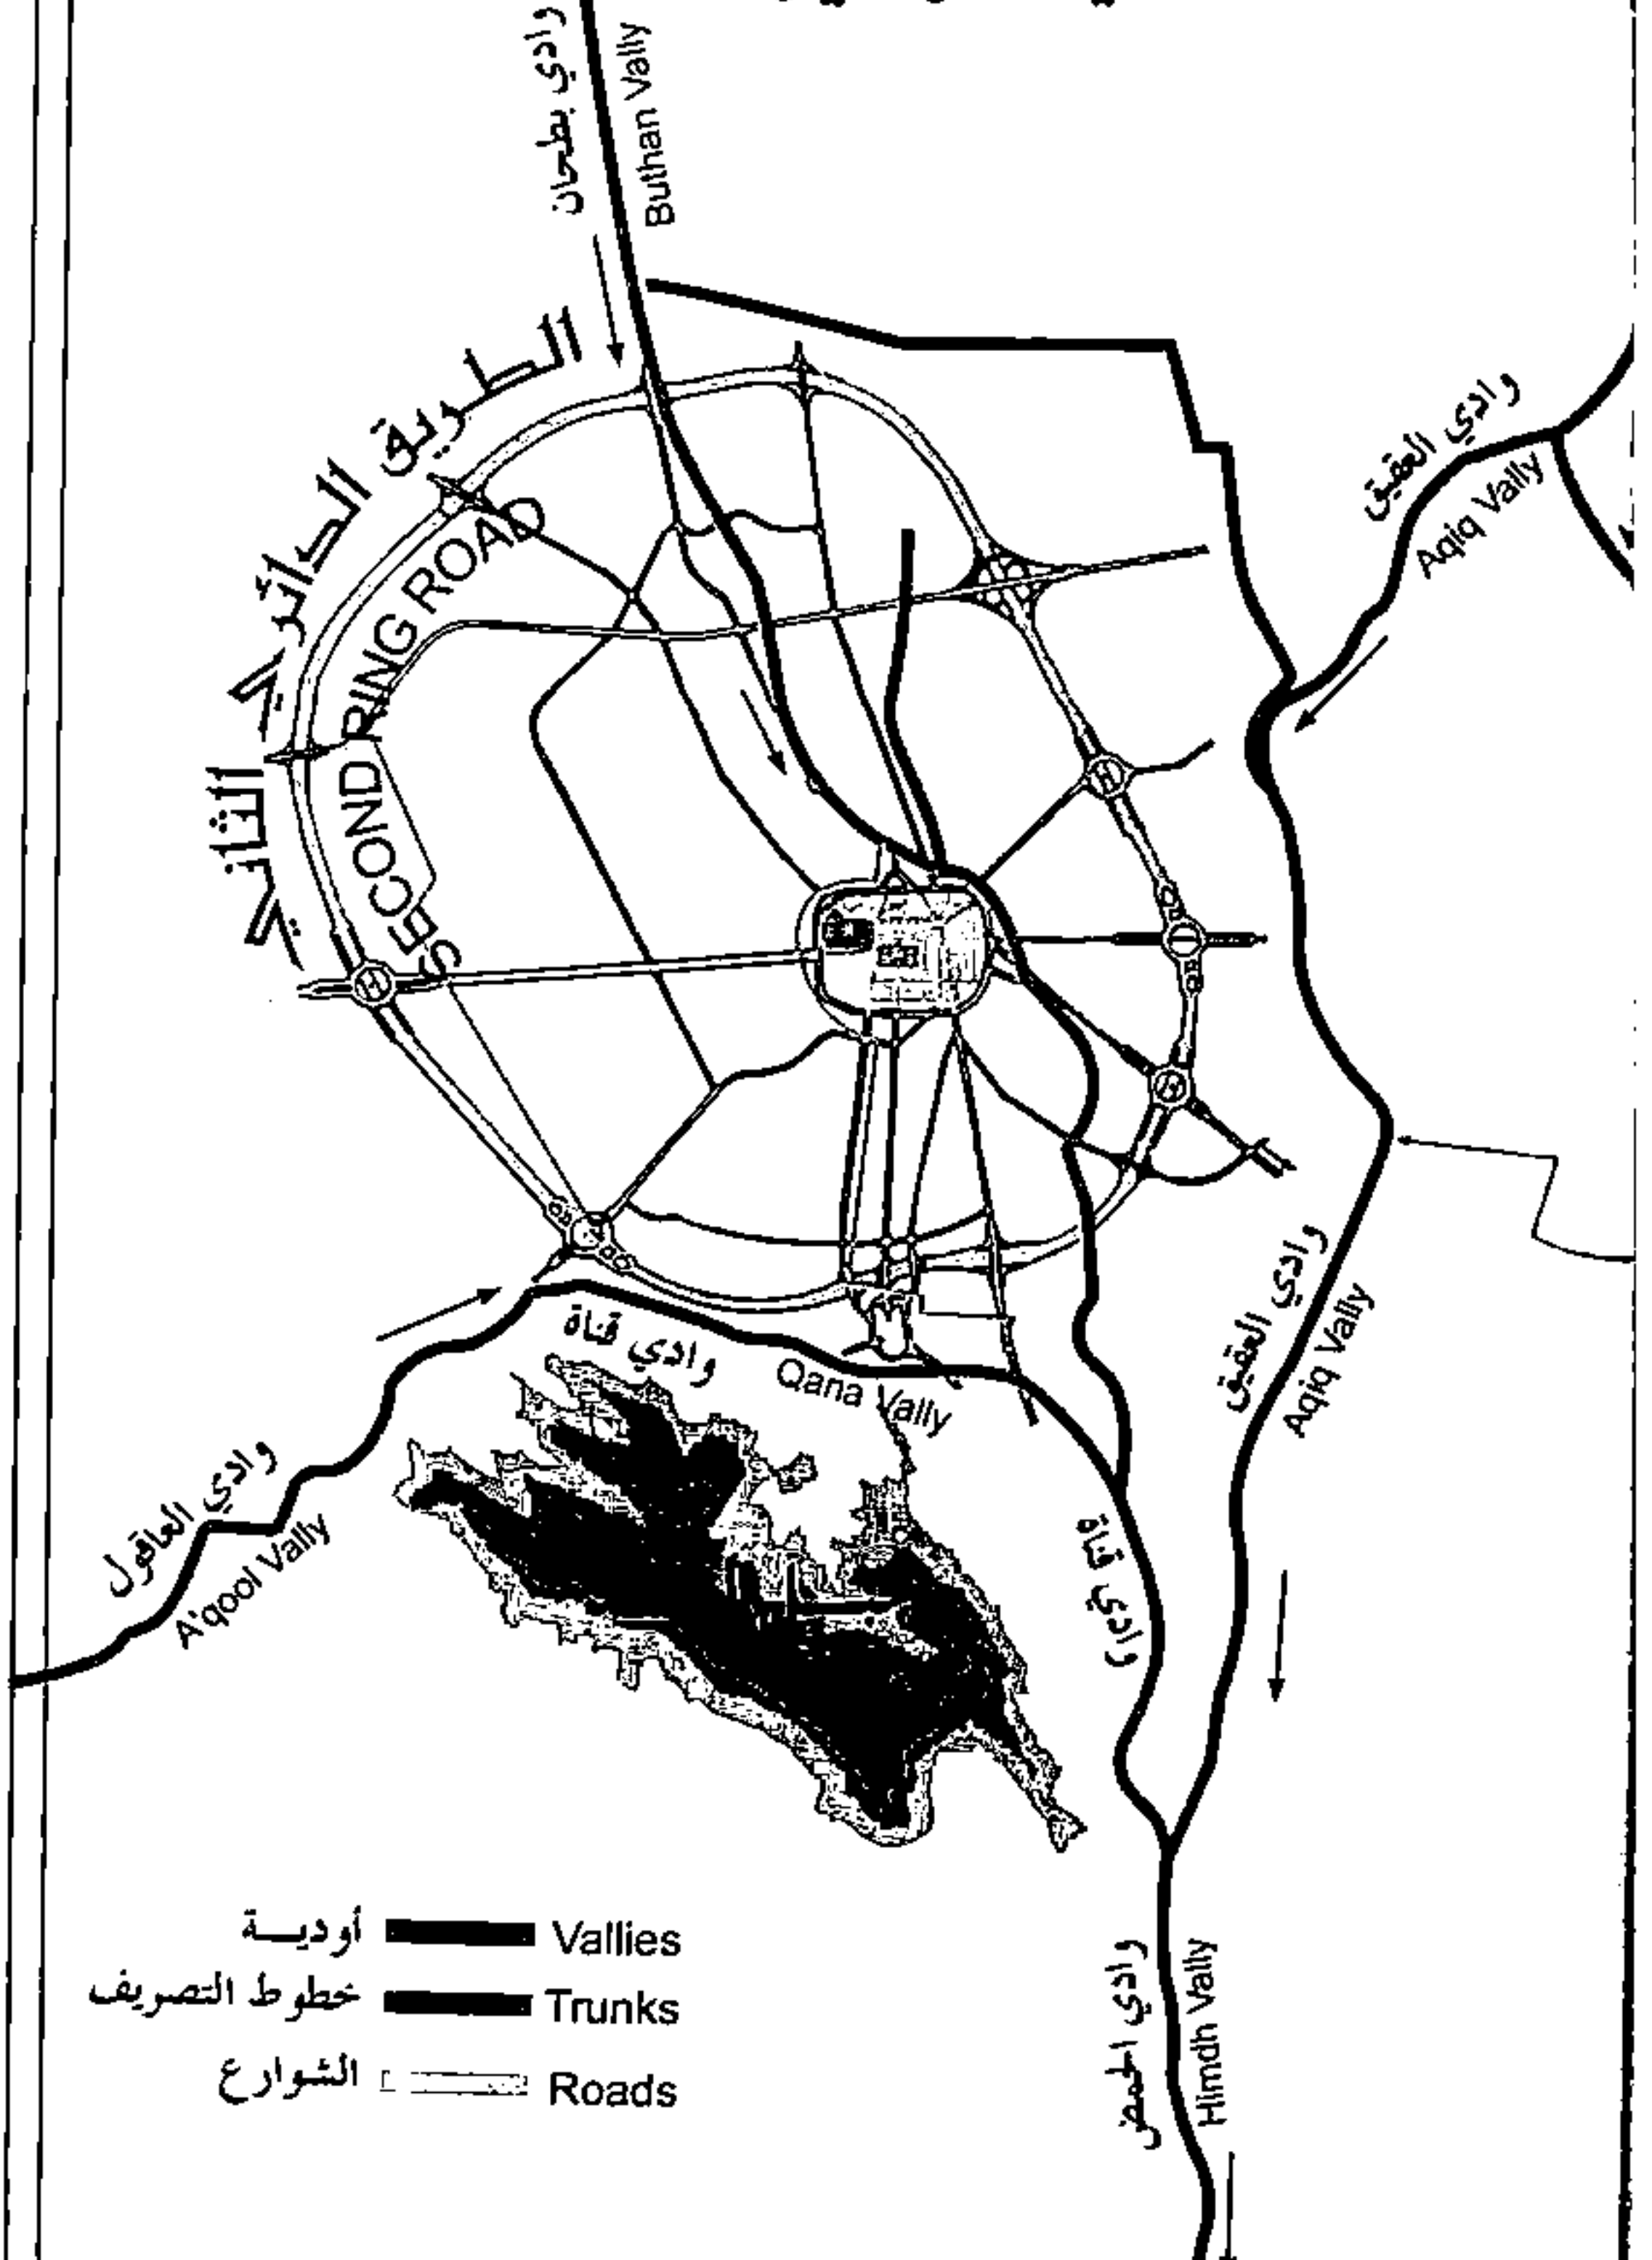 وادي بطحان
Buthan Vally
الطريق الدائري
الثاني
SECOND RING ROAD
وادي العقيق
Aqiq Vally
وادي العقيق
Aqiq Vally
وادي قناة
Qana Vally
وادي العاقول
A'qool Vally
وادي قناة
وادي الحمض
Himdh Vally
أوديـــة Vallies
خطوط التصريف Trunks
الشوارع Roads